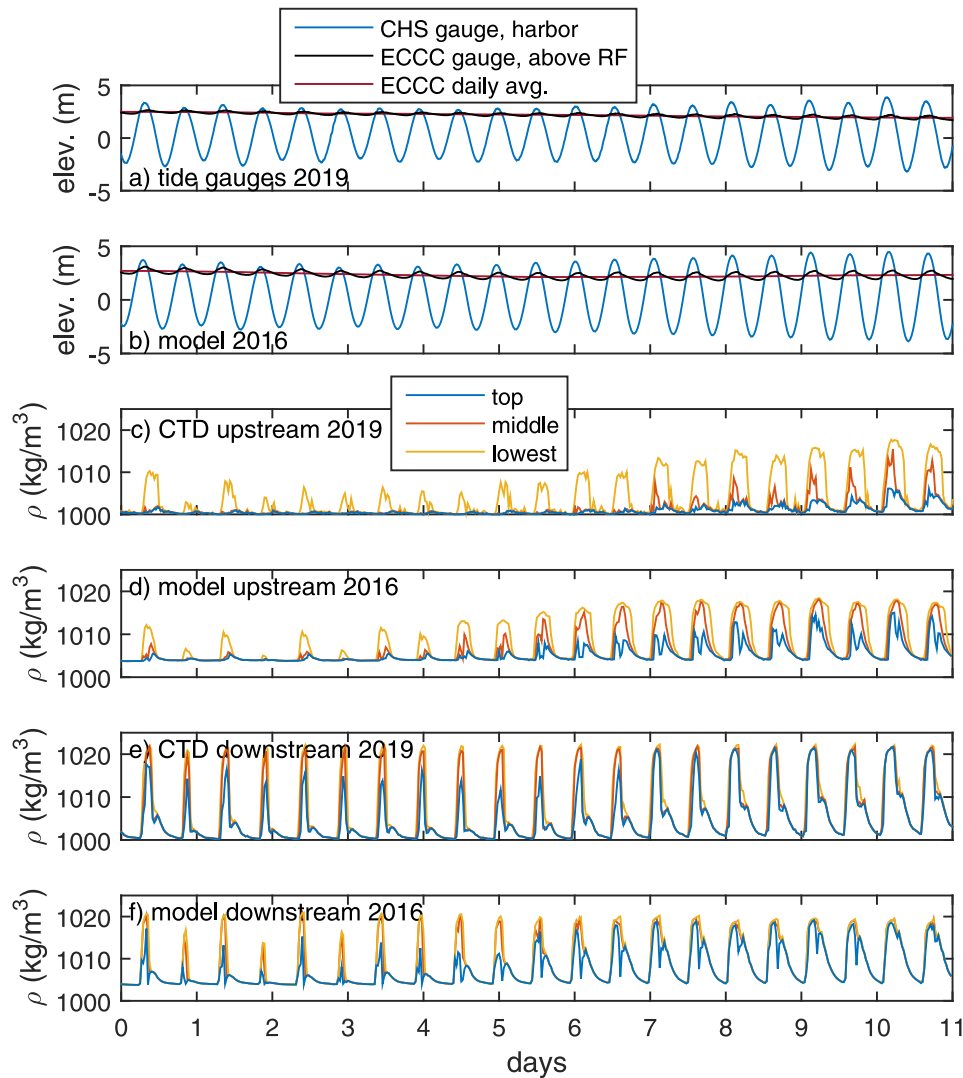 CHS gauge, harbor
ECCC gauge, above RF
ECCC daily avg.
5
0
-5
elev. (m)
a) tide gauges 2019
5
0
-5
elev. (m)
b) model 2016
top
middle
lowest
1020
1010
1000
ρ (kg/m³)
c) CTD upstream 2019
1020
1010
1000
ρ (kg/m³)
d) model upstream 2016
1020
1010
1000
ρ (kg/m³)
e) CTD downstream 2019
1020
1010
1000
ρ (kg/m³)
f) model downstream 2016
0 1 2 3 4 5 6 7 8 9 10 11
days